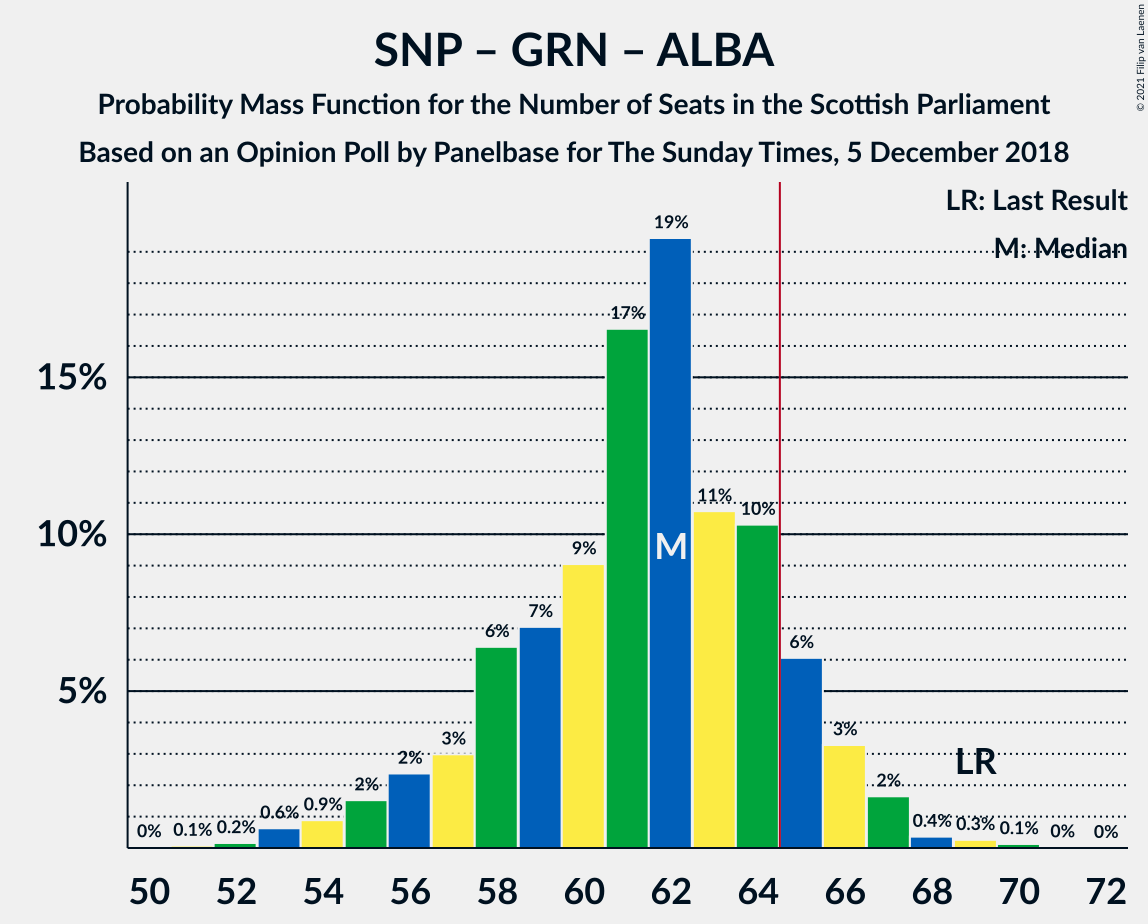 SNP – GRN – ALBA
Probability Mass Function for the Number of Seats in the Scottish Parliament
Based on an Opinion Poll by Panelbase for The Sunday Times, 5 December 2018
© 2021 Filip van Laenen
LR: Last Result
M: Median
15%
10%
5%
0%
0.1%
0.2%
0.6%
0.9%
2%
2%
3%
6%
7%
9%
17%
19%
11%
10%
6%
3%
2%
0.4%
0.3%
0.1%
0%
0%
M
LR
50 52 54 56 58 60 62 64 66 68 70 72